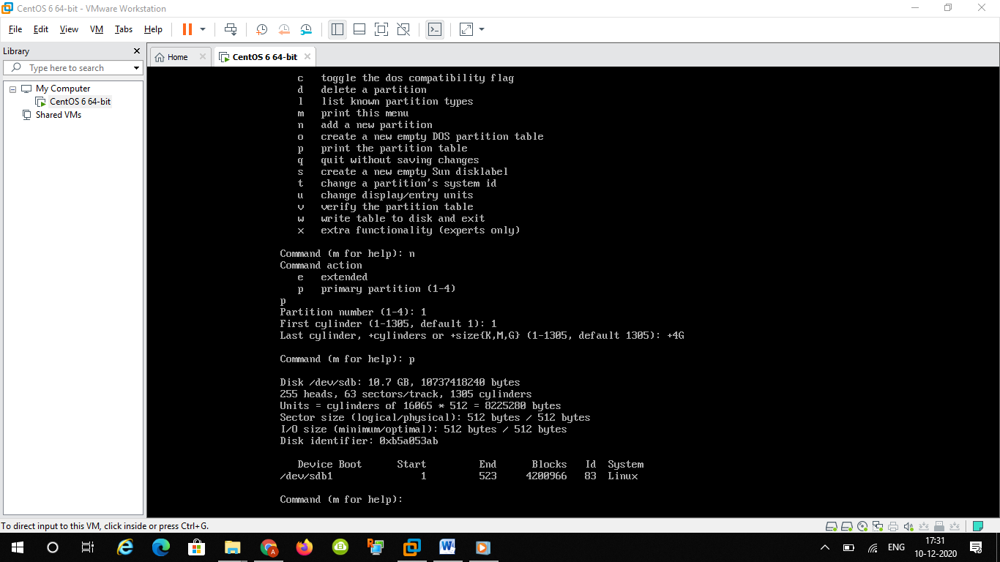 CentOS 6 64-bit - VMware Workstation
File Edit View VM Tabs Help
Library
Type here to search
My Computer
CentOS 6 64-bit
Shared VMs
Home
CentOS 6 64-bit
c toggle the dos compatibility flag
d delete a partition
l list known partition types
m print this menu
n add a new partition
o create a new empty DOS partition table
p print the partition table
q quit without saving changes
s create a new empty Sun disklabel
t change a partition's system id
u change display/entry units
v verify the partition table
w write table to disk and exit
x extra functionality (experts only)
Command (m for help): n
Command action
e extended
p primary partition (1-4)
p
Partition number (1-4): 1
First cylinder (1-1305, default 1): 1
Last cylinder, +cylinders or +size{K,M,G} (1-1305, default 1305): +4G
Command (m for help): p
Disk /dev/sdb: 10.7 GB, 10737418240 bytes
255 heads, 63 sectors/track, 1305 cylinders
Units = cylinders of 16065 * 512 = 8225280 bytes
Sector size (logical/physical): 512 bytes / 512 bytes
I/O size (minimum/optimal): 512 bytes / 512 bytes
Disk identifier: 0xb5a053ab
Device Boot Start End Blocks Id System
/dev/sdb1 1 523 4200966 83 Linux
Command (m for help):
To direct input to this VM, click inside or press Ctrl+G.
ENG
17:31
10-12-2020